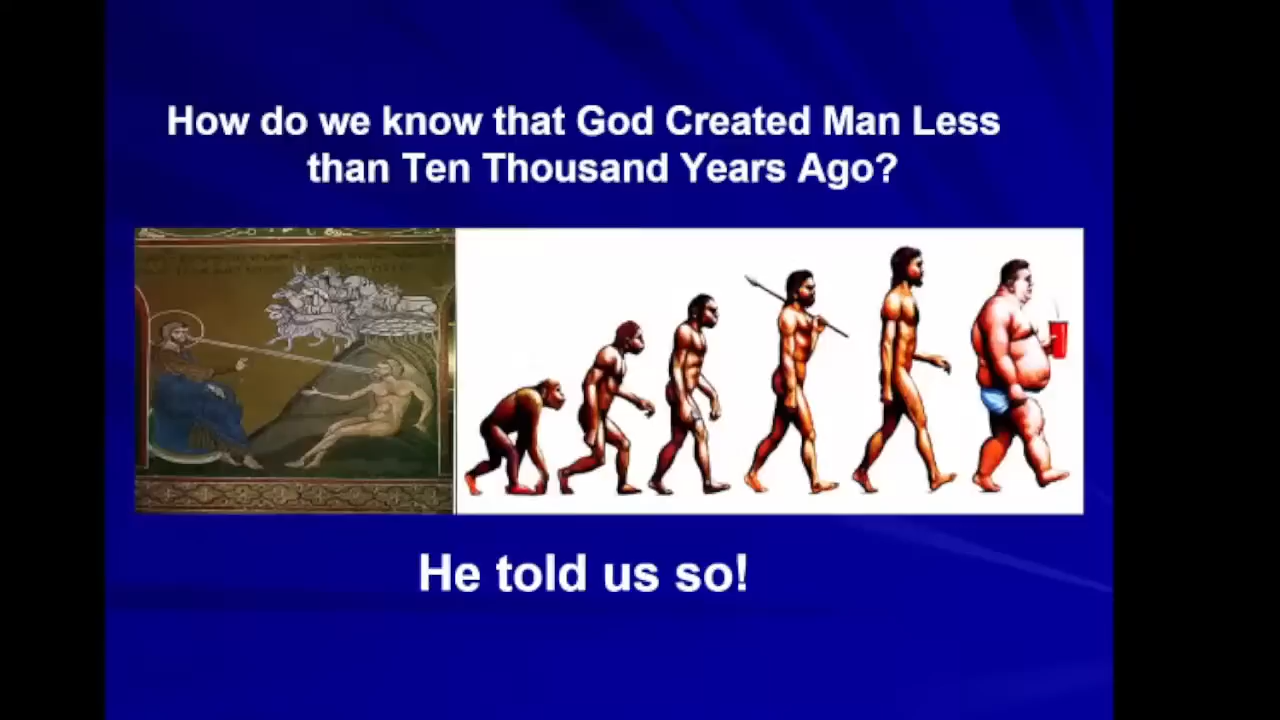 How do we know that God Created Man Less
than Ten Thousand Years Ago?
He told us so!